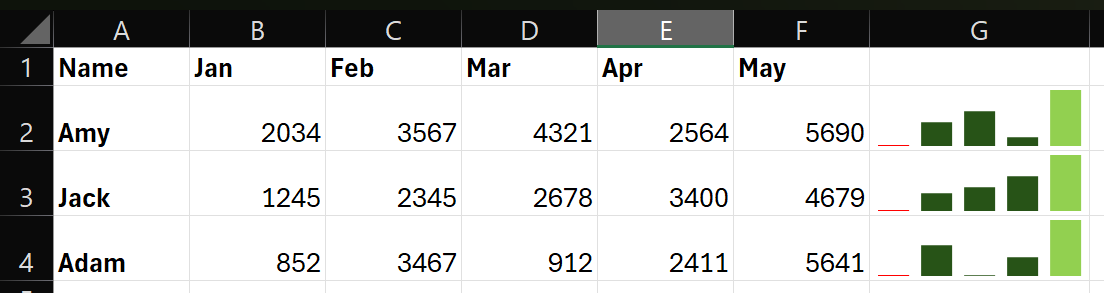 A B C D E F G
1 Name Jan Feb Mar Apr May
2 Amy 2034 3567 4321 2564 5690
3 Jack 1245 2345 2678 3400 4679
4 Adam 852 3467 912 2411 5641